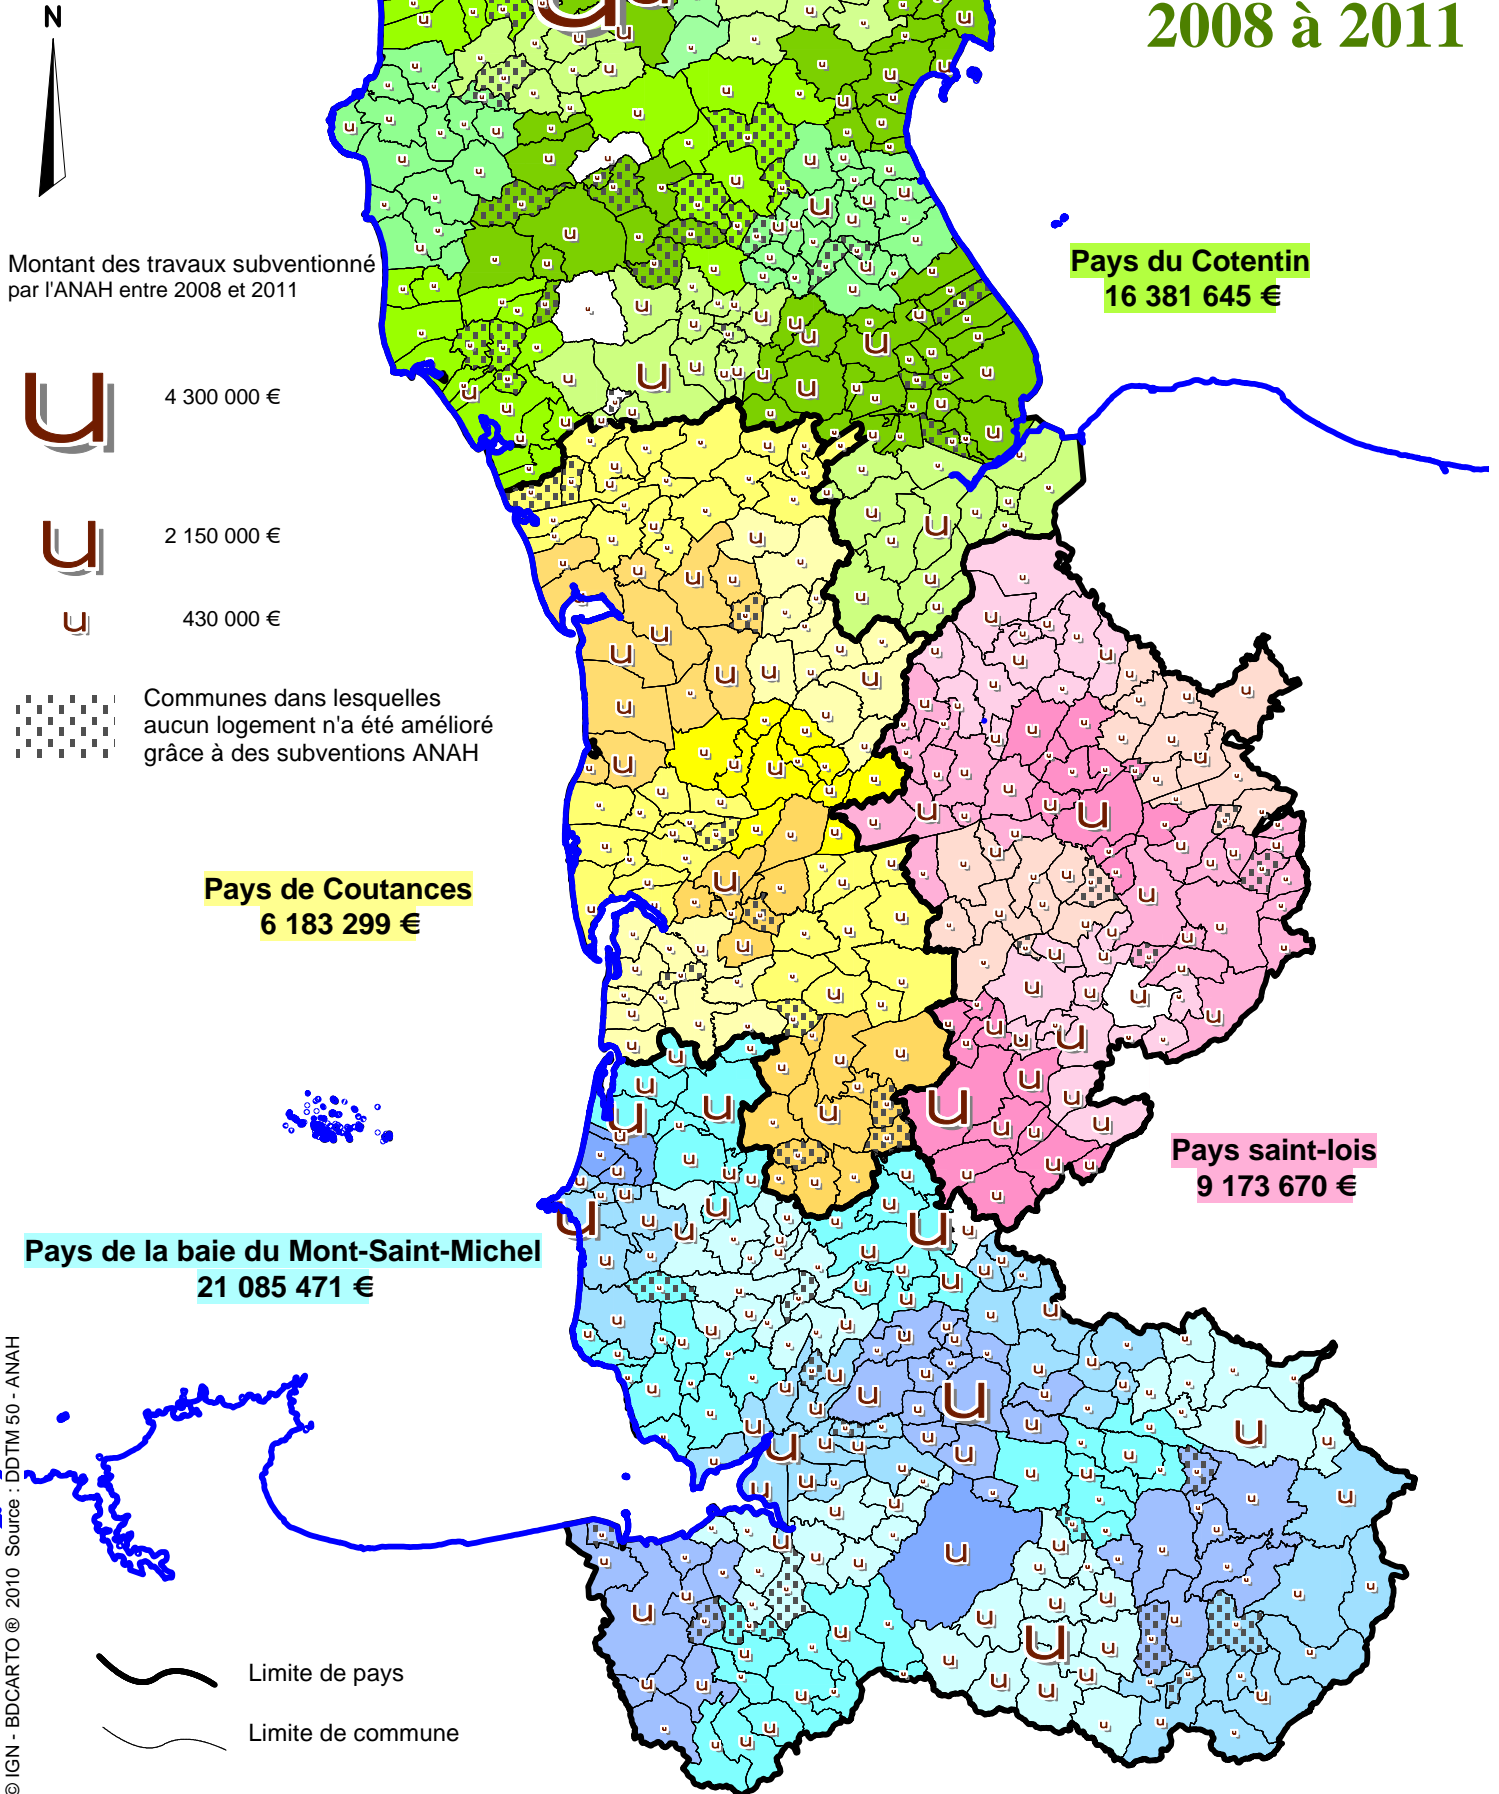 N
2008 à 2011
Montant des travaux subventionné
par l'ANAH entre 2008 et 2011
4 300 000 €
2 150 000 €
430 000 €
Communes dans lesquelles
aucun logement n'a été amélioré
grâce à des subventions ANAH
Pays du Cotentin
16 381 645 €
Pays de Coutances
6 183 299 €
Pays saint-lois
9 173 670 €
Pays de la baie du Mont-Saint-Michel
21 085 471 €
Limite de pays
Limite de commune
© IGN - BDCARTO ® 2010 Source : DDTM 50 - ANAH